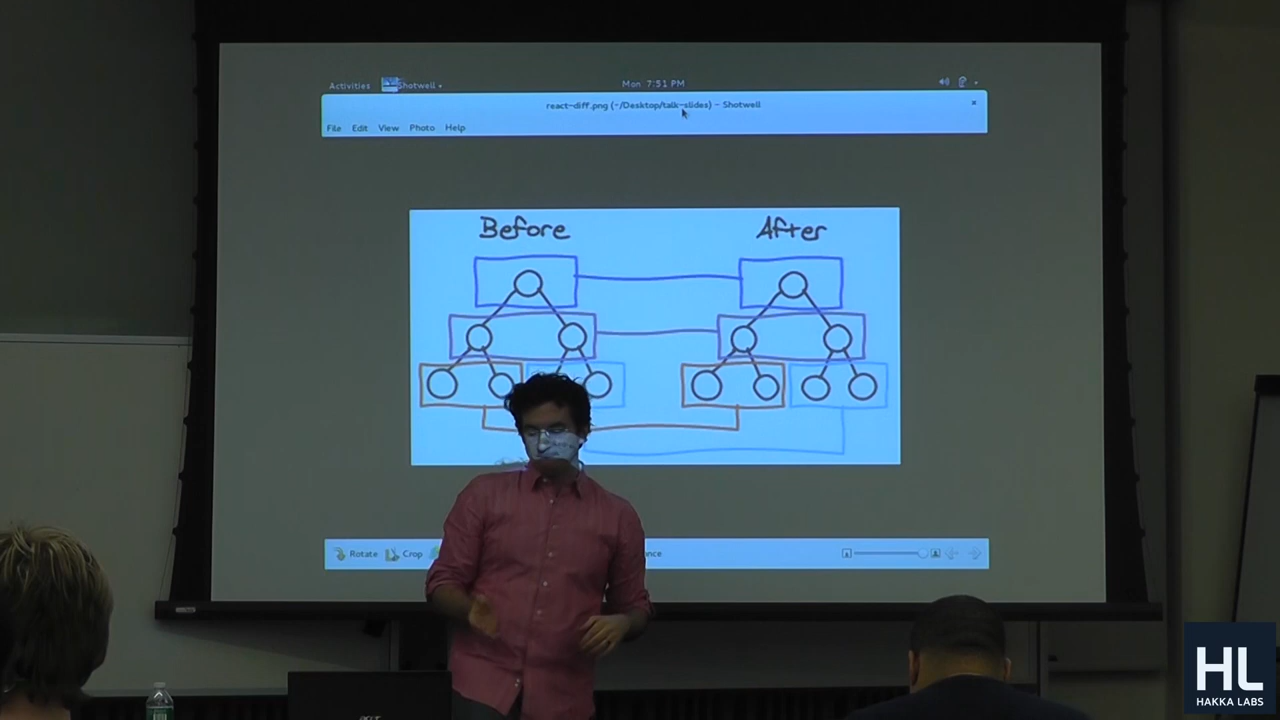 Activities
Shotwell
Mon 7:51 PM
react-diff.png (~/Desktop/talk-slides) - Shotwell
File Edit View Photo Help
Before After
Rotate Crop
acer
HL
HAKKA LABS